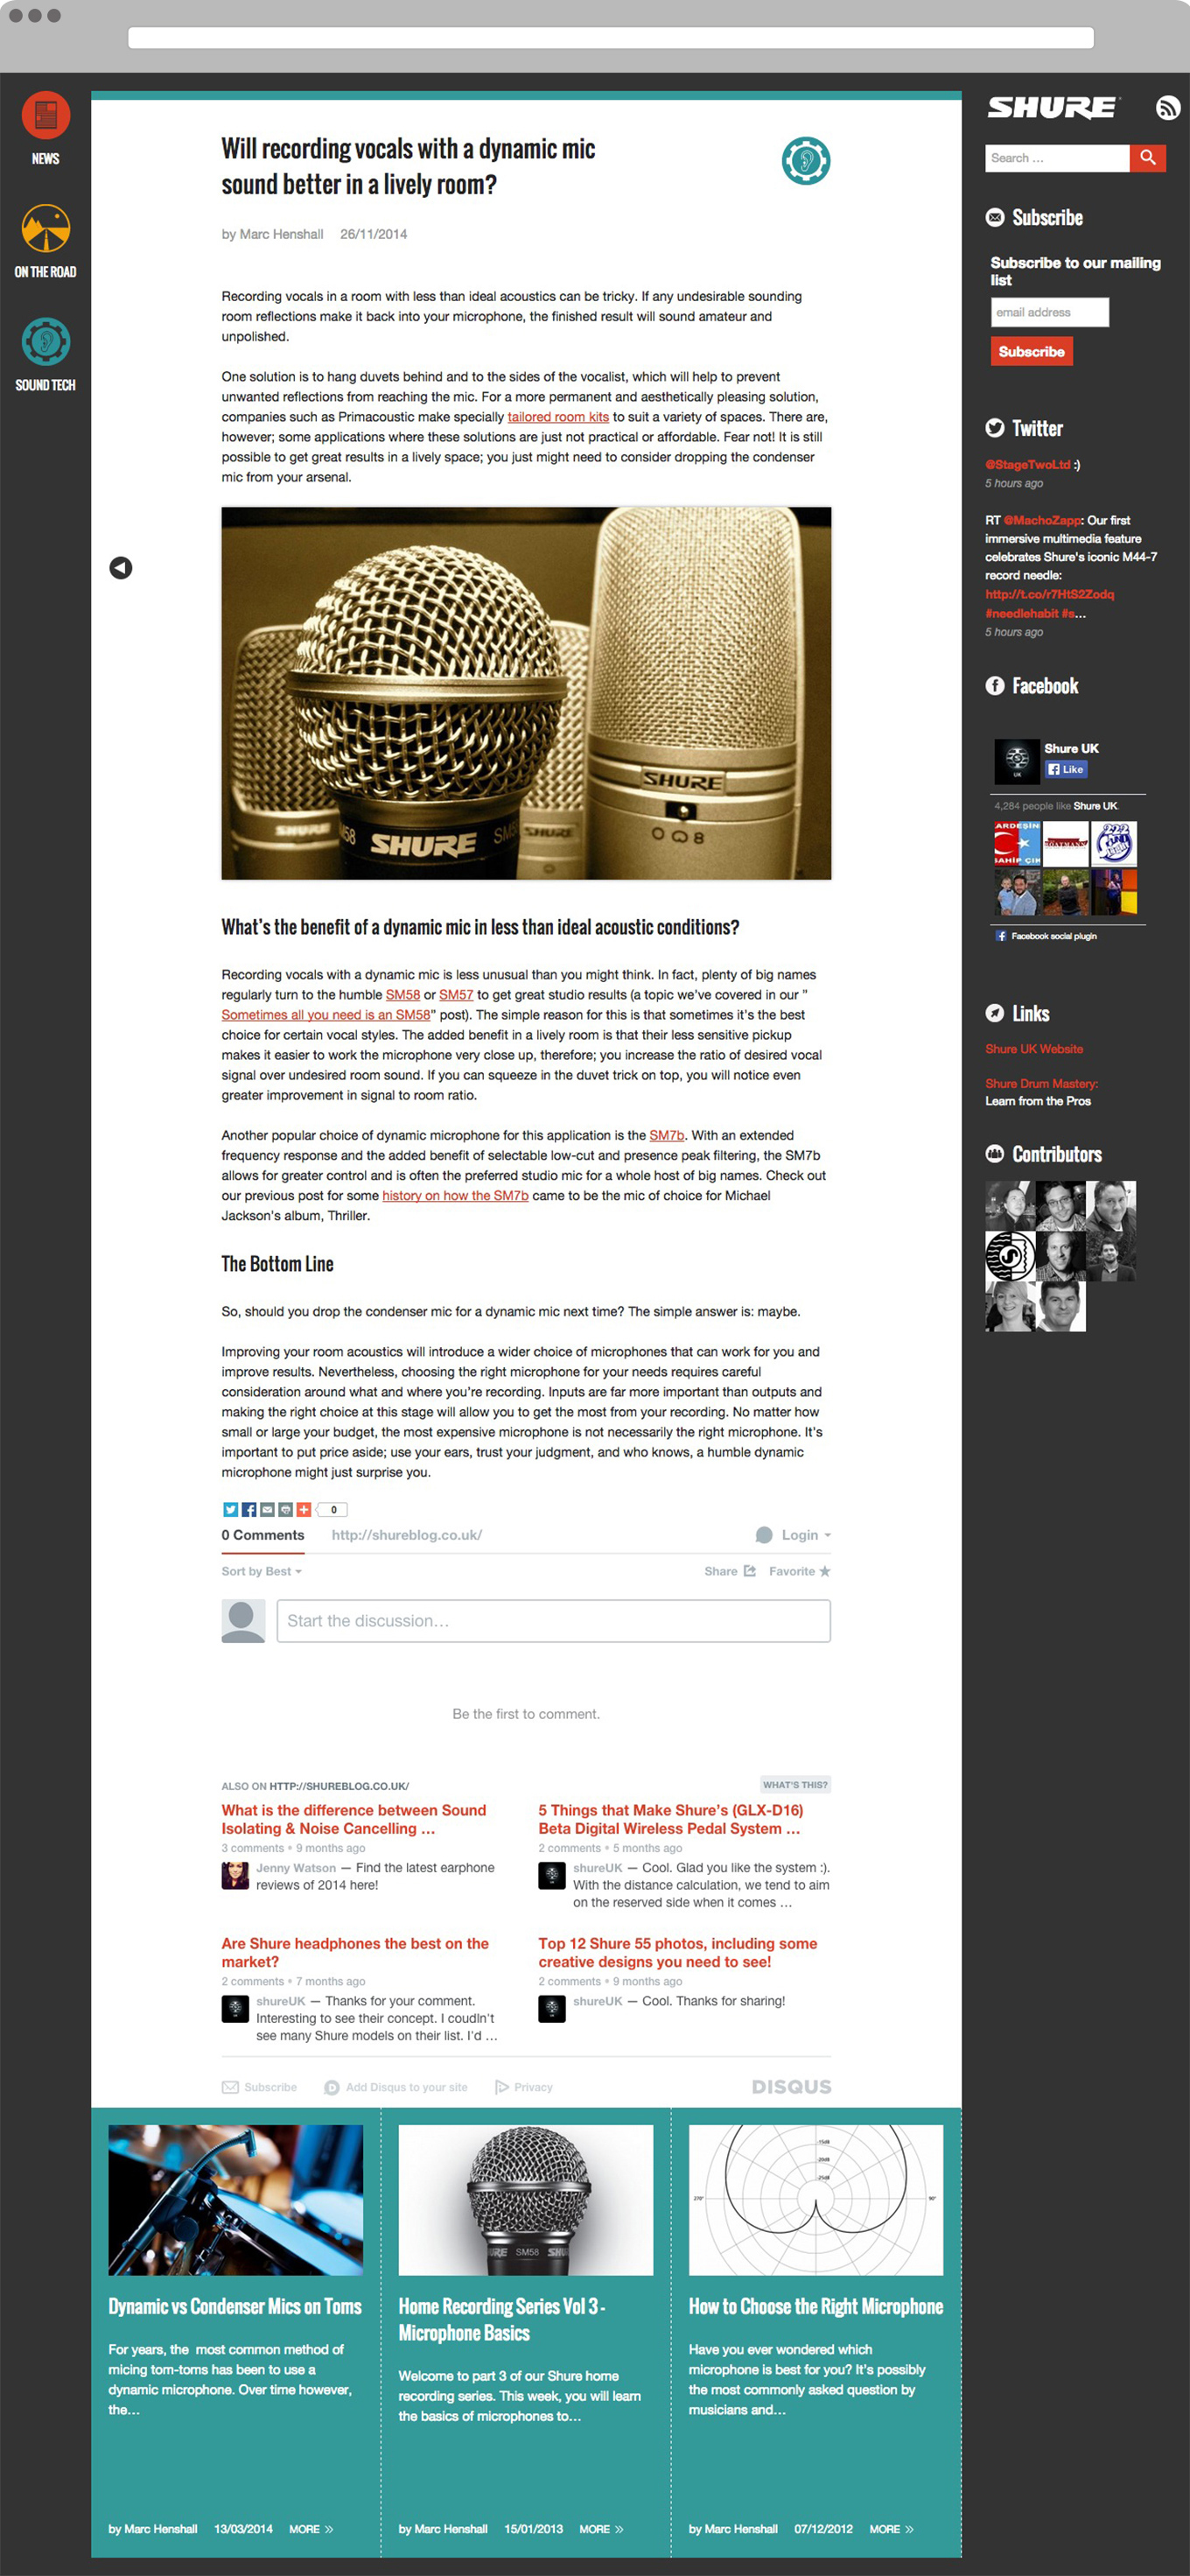 NEWS
ON THE ROAD
SOUND TECH
Will recording vocals with a dynamic mic
sound better in a lively room?
by Marc Henshall 26/11/2014
Recording vocals in a room with less than ideal acoustics can be tricky. If any undesirable sounding
room reflections make it back into your microphone, the finished result will sound amateur and
unpolished.
One solution is to hang duvets behind and to the sides of the vocalist, which will help to prevent
unwanted reflections from reaching the mic. For a more permanent and aesthetically pleasing solution,
companies such as Primacoustic make specially tailored room kits to suit a variety of spaces. There are,
however; some applications where these solutions are just not practical or affordable. Fear not! It is still
possible to get great results in a lively space; you just might need to consider dropping the condenser
mic from your arsenal.
SHURE
SM58
SHURE
SM58
SHURE
SHURE
What's the benefit of a dynamic mic in less than ideal acoustic conditions?
Recording vocals with a dynamic mic is less unusual than you might think. In fact, plenty of big names
regularly turn to the humble SM58 or SM57 to get great studio results (a topic we've covered in our "
Sometimes all you need is an SM58" post). The simple reason for this is that sometimes it's the best
choice for certain vocal styles. The added benefit in a lively room is that their less sensitive pickup
makes it easier to work the microphone very close up, therefore; you increase the ratio of desired vocal
signal over undesired room sound. If you can squeeze in the duvet trick on top, you will notice even
greater improvement in signal to room ratio.
Another popular choice of dynamic microphone for this application is the SM7b. With an extended
frequency response and the added benefit of selectable low-cut and presence peak filtering, the SM7b
allows for greater control and is often the preferred studio mic for a whole host of big names. Check out
our previous post for some history on how the SM7b came to be the mic of choice for Michael
Jackson's album, Thriller.
The Bottom Line
So, should you drop the condenser mic for a dynamic mic next time? The simple answer is: maybe.
Improving your room acoustics will introduce a wider choice of microphones that can work for you and
improve results. Nevertheless, choosing the right microphone for your needs requires careful
consideration around what and where you're recording. Inputs are far more important than outputs and
making the right choice at this stage will allow you to get the most from your recording. No matter how
small or large your budget, the most expensive microphone is not necessarily the right microphone. It's
important to put price aside; use your ears, trust your judgment, and who knows, a humble dynamic
microphone might just surprise you.
0
0 Comments http://shureblog.co.uk/ Login
Sort by Best Share Favorite
Start the discussion...
Be the first to comment.
ALSO ON HTTP://SHUREBLOG.CO.UK/ WHAT'S THIS?
What is the difference between Sound
Isolating & Noise Cancelling ...
3 comments • 9 months ago
Jenny Watson — Find the latest earphone
reviews of 2014 here!
5 Things that Make Shure's (GLX-D16)
Beta Digital Wireless Pedal System ...
2 comments • 5 months ago
shureUK — Cool. Glad you like the system :).
With the distance calculation, we tend to aim
on the reserved side when it comes ...
Are Shure headphones the best on the
market?
2 comments • 7 months ago
shureUK — Thanks for your comment.
Interesting to see their concept. I coudln't
see many Shure models on their list. I'd ...
Top 12 Shure 55 photos, including some
creative designs you need to see!
2 comments • 9 months ago
shureUK — Cool. Thanks for sharing!
Subscribe Add Disqus to your site Privacy DISQUS
Dynamic vs Condenser Mics on Toms
For years, the most common method of
micing tom-toms has been to use a
dynamic microphone. Over time however,
the...
by Marc Henshall 13/03/2014 MORE »
SM58
Home Recording Series Vol 3 -
Microphone Basics
Welcome to part 3 of our Shure home
recording series. This week, you will learn
the basics of microphones to...
by Marc Henshall 15/01/2013 MORE »
270° 90°
How to Choose the Right Microphone
Have you ever wondered which
microphone is best for you? It's possibly
the most commonly asked question by
musicians and...
by Marc Henshall 07/12/2012 MORE »
SHURE
Search ...
Subscribe
Subscribe to our mailing
list
email address
Subscribe
Twitter
@StageTwoLtd :)
5 hours ago
RT @MachoZapp: Our first
immersive multimedia feature
celebrates Shure's iconic M44-7
record needle:
http://t.co/r7HtS2Zodq
#needlehabit #s...
5 hours ago
Facebook
Shure UK
Like
4,284 people like Shure UK
Facebook social plugin
Links
Shure UK Website
Shure Drum Mastery:
Learn from the Pros
Contributors